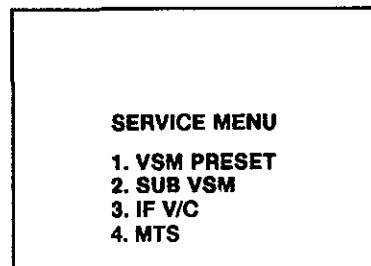 SERVICE MENU
1. VSM PRESET
2. SUB VSM
3. IF V/C
4. MTS